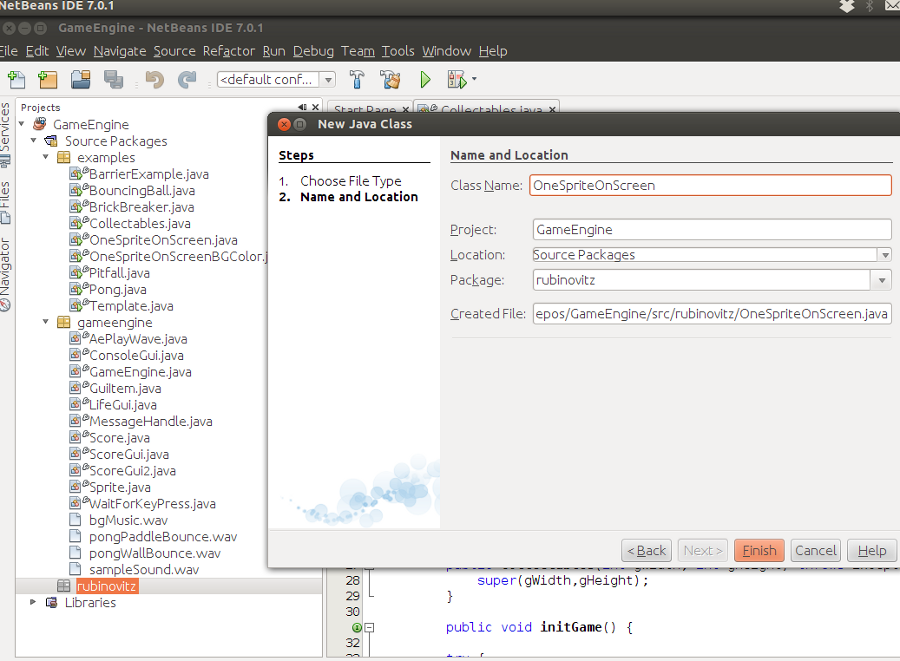 NetBeans IDE 7.0.1
GameEngine - NetBeans IDE 7.0.1
File Edit View Navigate Source Refactor Run Debug Team Tools Window Help
<default conf...
Projects
Start Page
Collectables.java
Services
Files
Navigator
GameEngine
Source Packages
examples
BarrierExample.java
BouncingBall.java
BrickBreaker.java
Collectables.java
OneSpriteOnScreen.java
OneSpriteOnScreenBGColor.j
Pitfall.java
Pong.java
Template.java
gameengine
AePlayWave.java
ConsoleGui.java
GameEngine.java
GuiItem.java
LifeGui.java
MessageHandle.java
Score.java
ScoreGui.java
ScoreGui2.java
Sprite.java
WaitForKeyPress.java
bgMusic.wav
pongPaddleBounce.wav
pongWallBounce.wav
sampleSound.wav
rubinovitz
Libraries
New Java Class
Steps
1. Choose File Type
2. Name and Location
Name and Location
Class Name: OneSpriteOnScreen
Project: GameEngine
Location: Source Packages
Package: rubinovitz
Created File: epos/GameEngine/src/rubinovitz/OneSpriteOnScreen.java
< Back Next > Finish Cancel Help
28 super(gWidth,gHeight);
29 }
30
public void initGame() {
32
try {